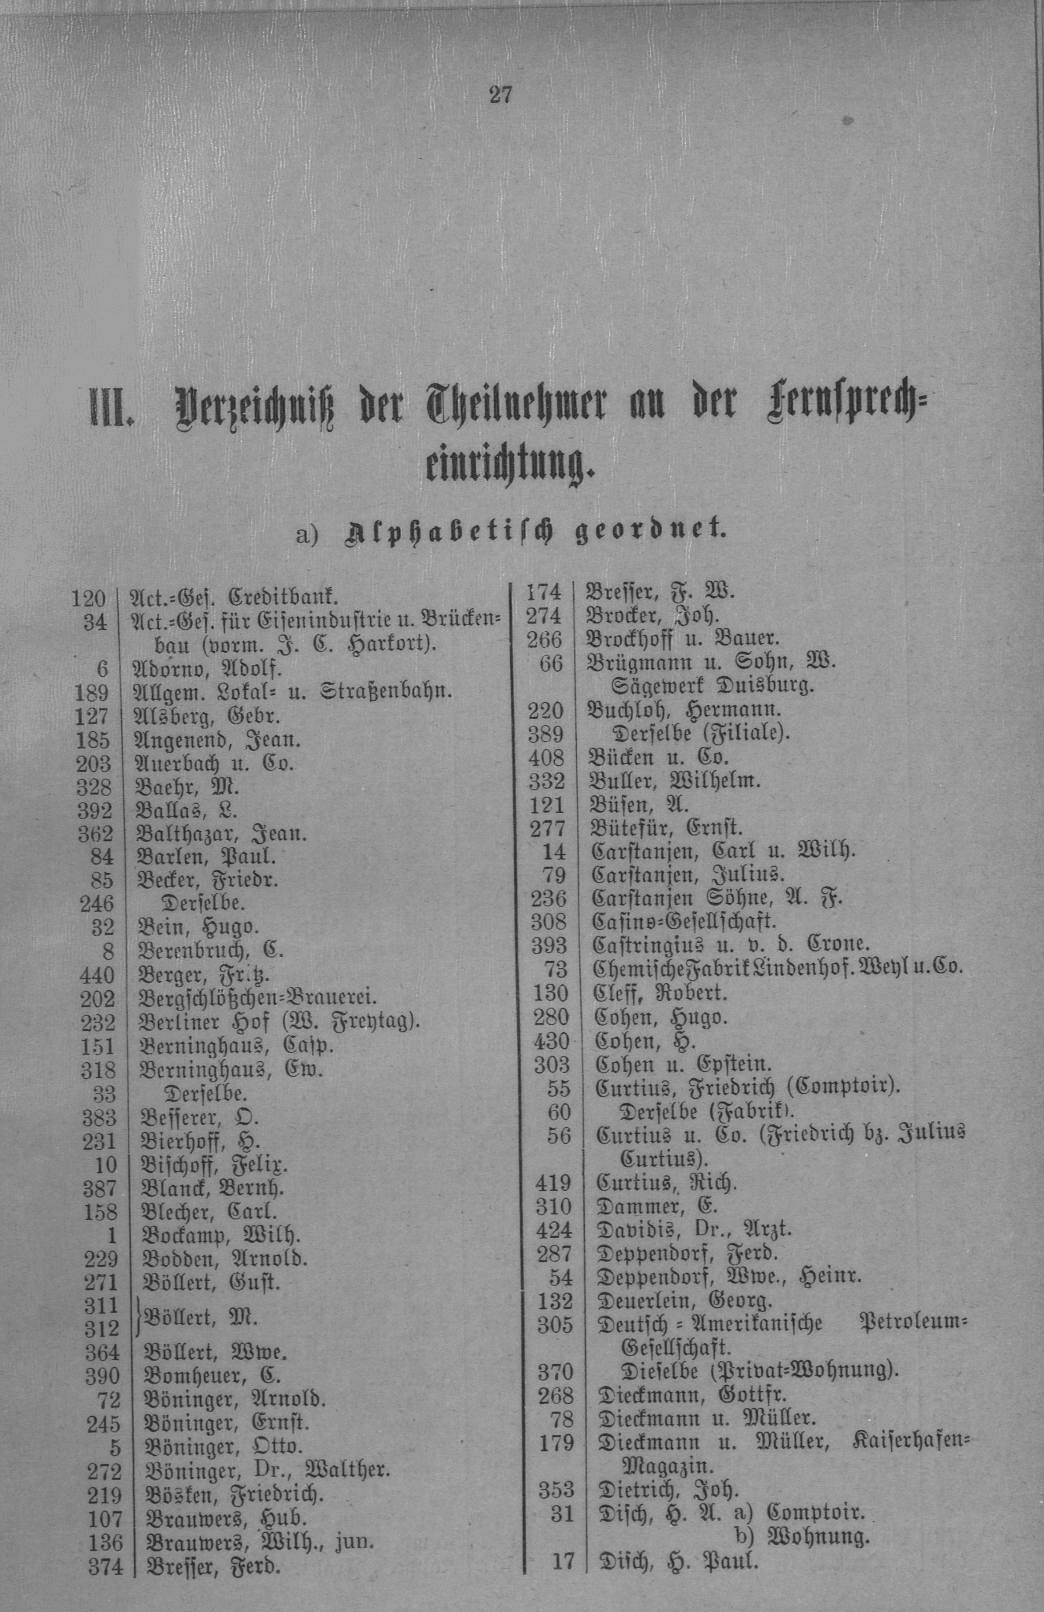 27
III. Verzeichniß der Theilnehmer an der Fernsprech-
einrichtung.
a) Alphabetisch geordnet.
120 Act.-Ges. Creditbank.
34 Act.-Ges. für Eisenindustrie u. Brücken-
bau (vorm. J. C. Harkort).
6 Adorno, Adolf.
189 Allgem. Lokal- u. Straßenbahn.
127 Alsberg, Gebr.
185 Angenend, Jean.
203 Auerbach u. Co.
328 Baehr, M.
392 Ballas, L.
362 Balthazar, Jean.
84 Barlen, Paul.
85 Becker, Friedr.
246 Derselbe.
32 Bein, Hugo.
8 Berenbruch, C.
440 Berger, Fritz.
202 Bergschlößchen-Brauerei.
232 Berliner Hof (W. Freytag).
151 Berninghaus, Casp.
318 Berninghaus, Ew.
33 Derselbe.
383 Besserer, O.
231 Bierhoff, H.
10 Bischoff, Felix.
387 Blanck, Bernh.
158 Blecher, Carl.
1 Bockamp, Wilh.
229 Bodden, Arnold.
271 Böllert, Gust.
311
312 } Böllert, M.
364 Böllert, Wwe.
390 Bomheuer, C.
72 Böninger, Arnold.
245 Böninger, Ernst.
5 Böninger, Otto.
272 Böninger, Dr., Walther.
219 Bösken, Friedrich.
107 Brauwers, Hub.
136 Brauwers, Wilh., jun.
374 Bresser, Ferd.
174 Bresser, F. W.
274 Brocker, Joh.
266 Brockhoff u. Bauer.
66 Brügmann u. Sohn, W.
Sägewerk Duisburg.
220 Buchloh, Hermann.
389 Derselbe (Filiale).
408 Bücken u. Co.
332 Buller, Wilhelm.
121 Büsen, A.
277 Bütefür, Ernst.
14 Carstanjen, Carl u. Wilh.
79 Carstanjen, Julius.
236 Carstanjen Söhne, A. F.
308 Casino-Gesellschaft.
393 Castringius u. v. d. Crone.
73 Chemische Fabrik Lindenhof. Weyl u. Co.
130 Cleff, Robert.
280 Cohen, Hugo.
430 Cohen, H.
303 Cohen u. Epstein.
55 Curtius, Friedrich (Comptoir).
60 Derselbe (Fabrik).
56 Curtius u. Co. (Friedrich bz. Julius
Curtius).
419 Curtius, Rich.
310 Dammer, E.
424 Davidis, Dr., Arzt.
287 Deppendorf, Ferd.
54 Deppendorf, Wwe., Heinr.
132 Deuerlein, Georg.
305 Deutsch-Amerikanische Petroleum-
Gesellschaft.
370 Dieselbe (Privat-Wohnung).
268 Dieckmann, Gottfr.
78 Dieckmann u. Müller.
179 Dieckmann u. Müller, Kaiserhafen-
Magazin.
353 Dietrich, Joh.
31 Disch, H. A. a) Comptoir.
b) Wohnung.
17 Disch, H. Paul.